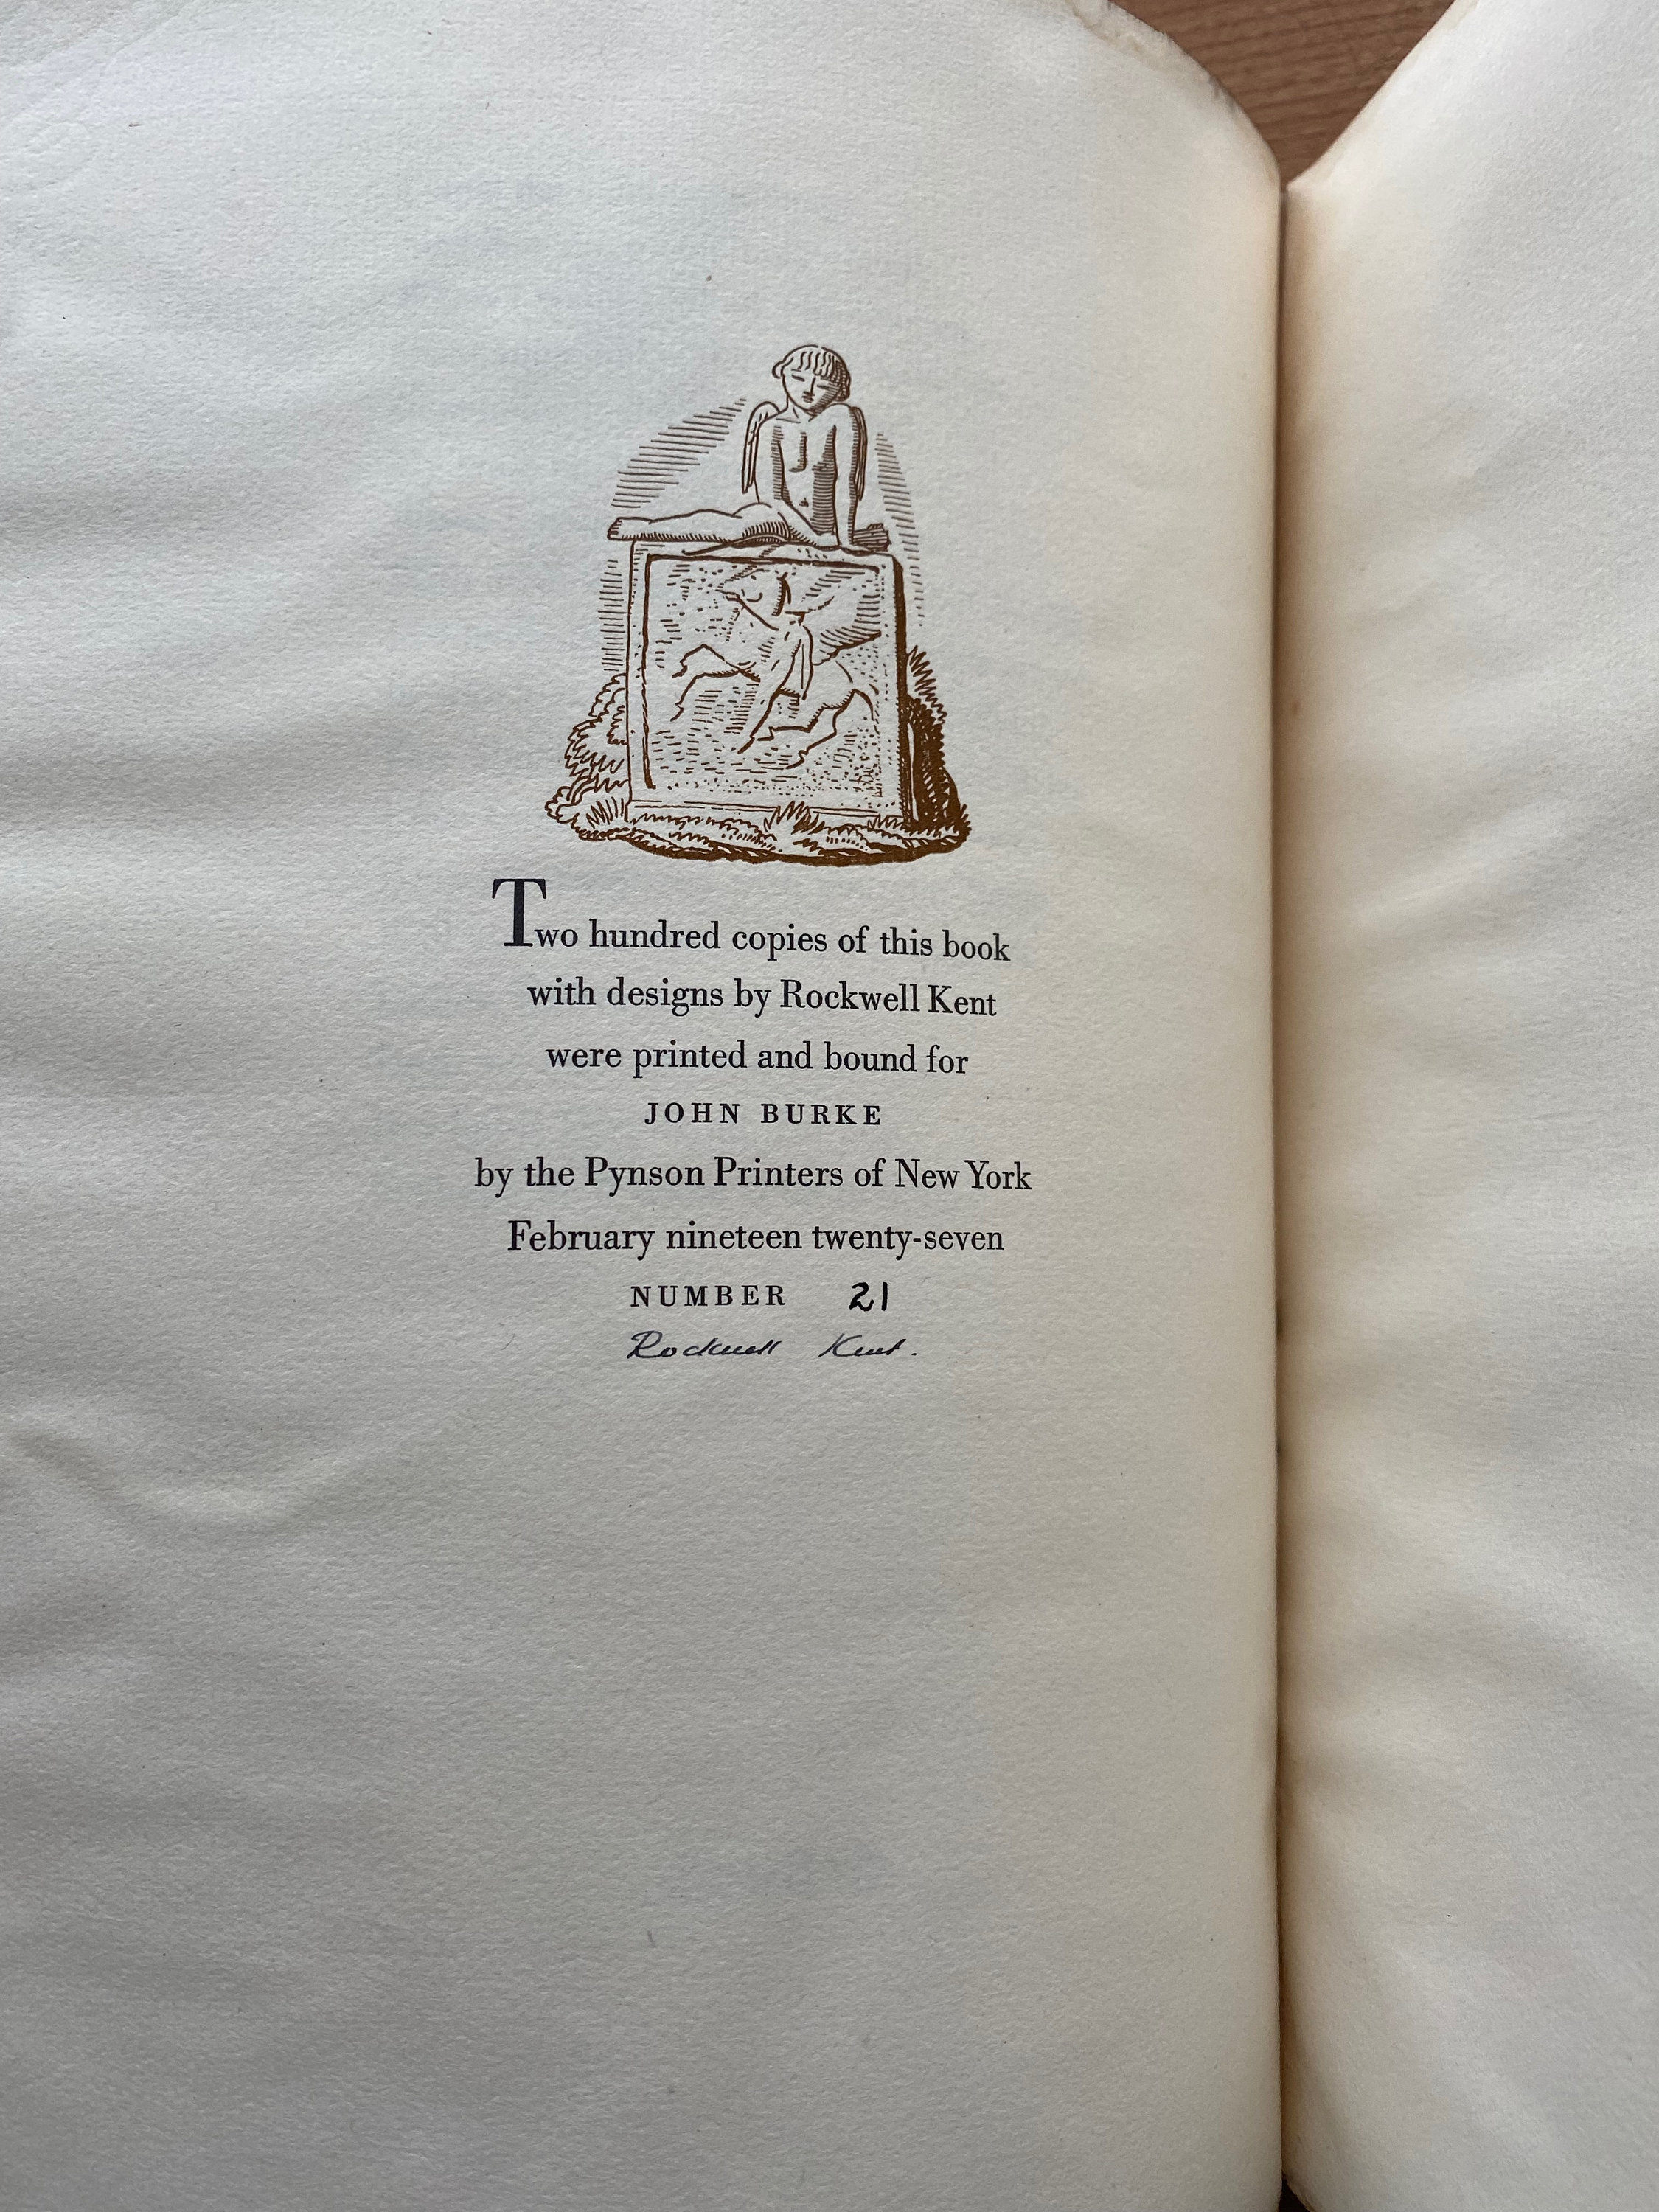 Two hundred copies of this book
with designs by Rockwell Kent
were printed and bound for
JOHN BURKE
by the Pynson Printers of New York
February nineteen twenty-seven
NUMBER 21
Rockwell Kent.